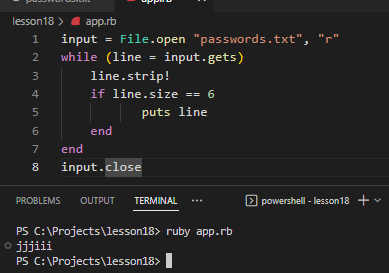 passwords.txt
app.rb
lesson18 > app.rb
1 input = File.open "passwords.txt", "r"
2 while (line = input.gets)
3 line.strip!
4 if line.size == 6
5 puts line
6 end
7 end
8 input.close
PROBLEMS OUTPUT TERMINAL ... powershell - lesson18
PS C:\Projects\lesson18> ruby app.rb
jjjiii
PS C:\Projects\lesson18>